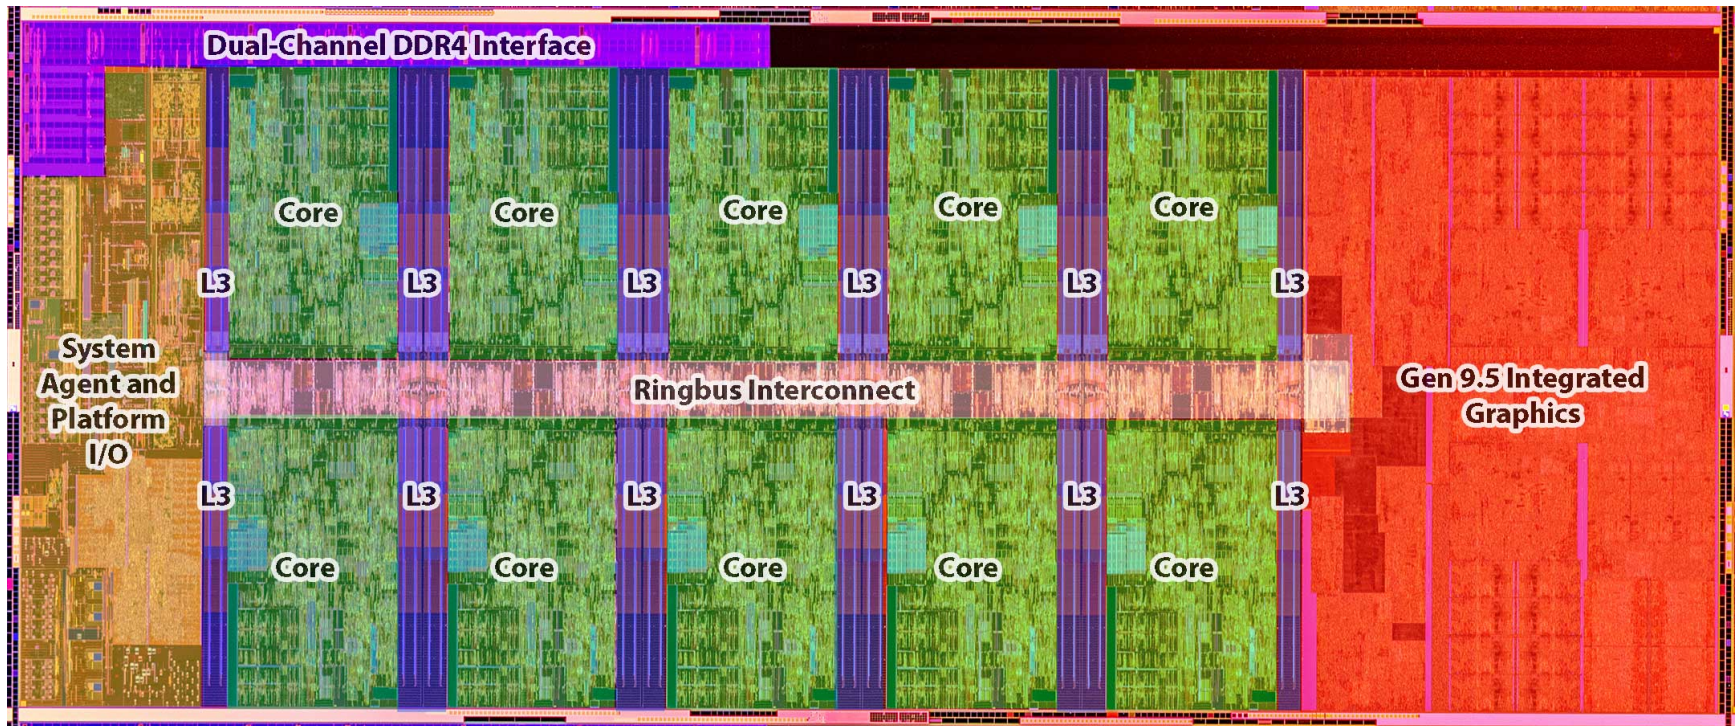 Dual-Channel DDR4 Interface
Core
Core
Core
Core
Core
L3
L3
L3
L3
L3
L3
System
Agent and
Platform
I/O
Ringbus Interconnect
Gen 9.5 Integrated
Graphics
L3
L3
L3
L3
L3
L3
Core
Core
Core
Core
Core